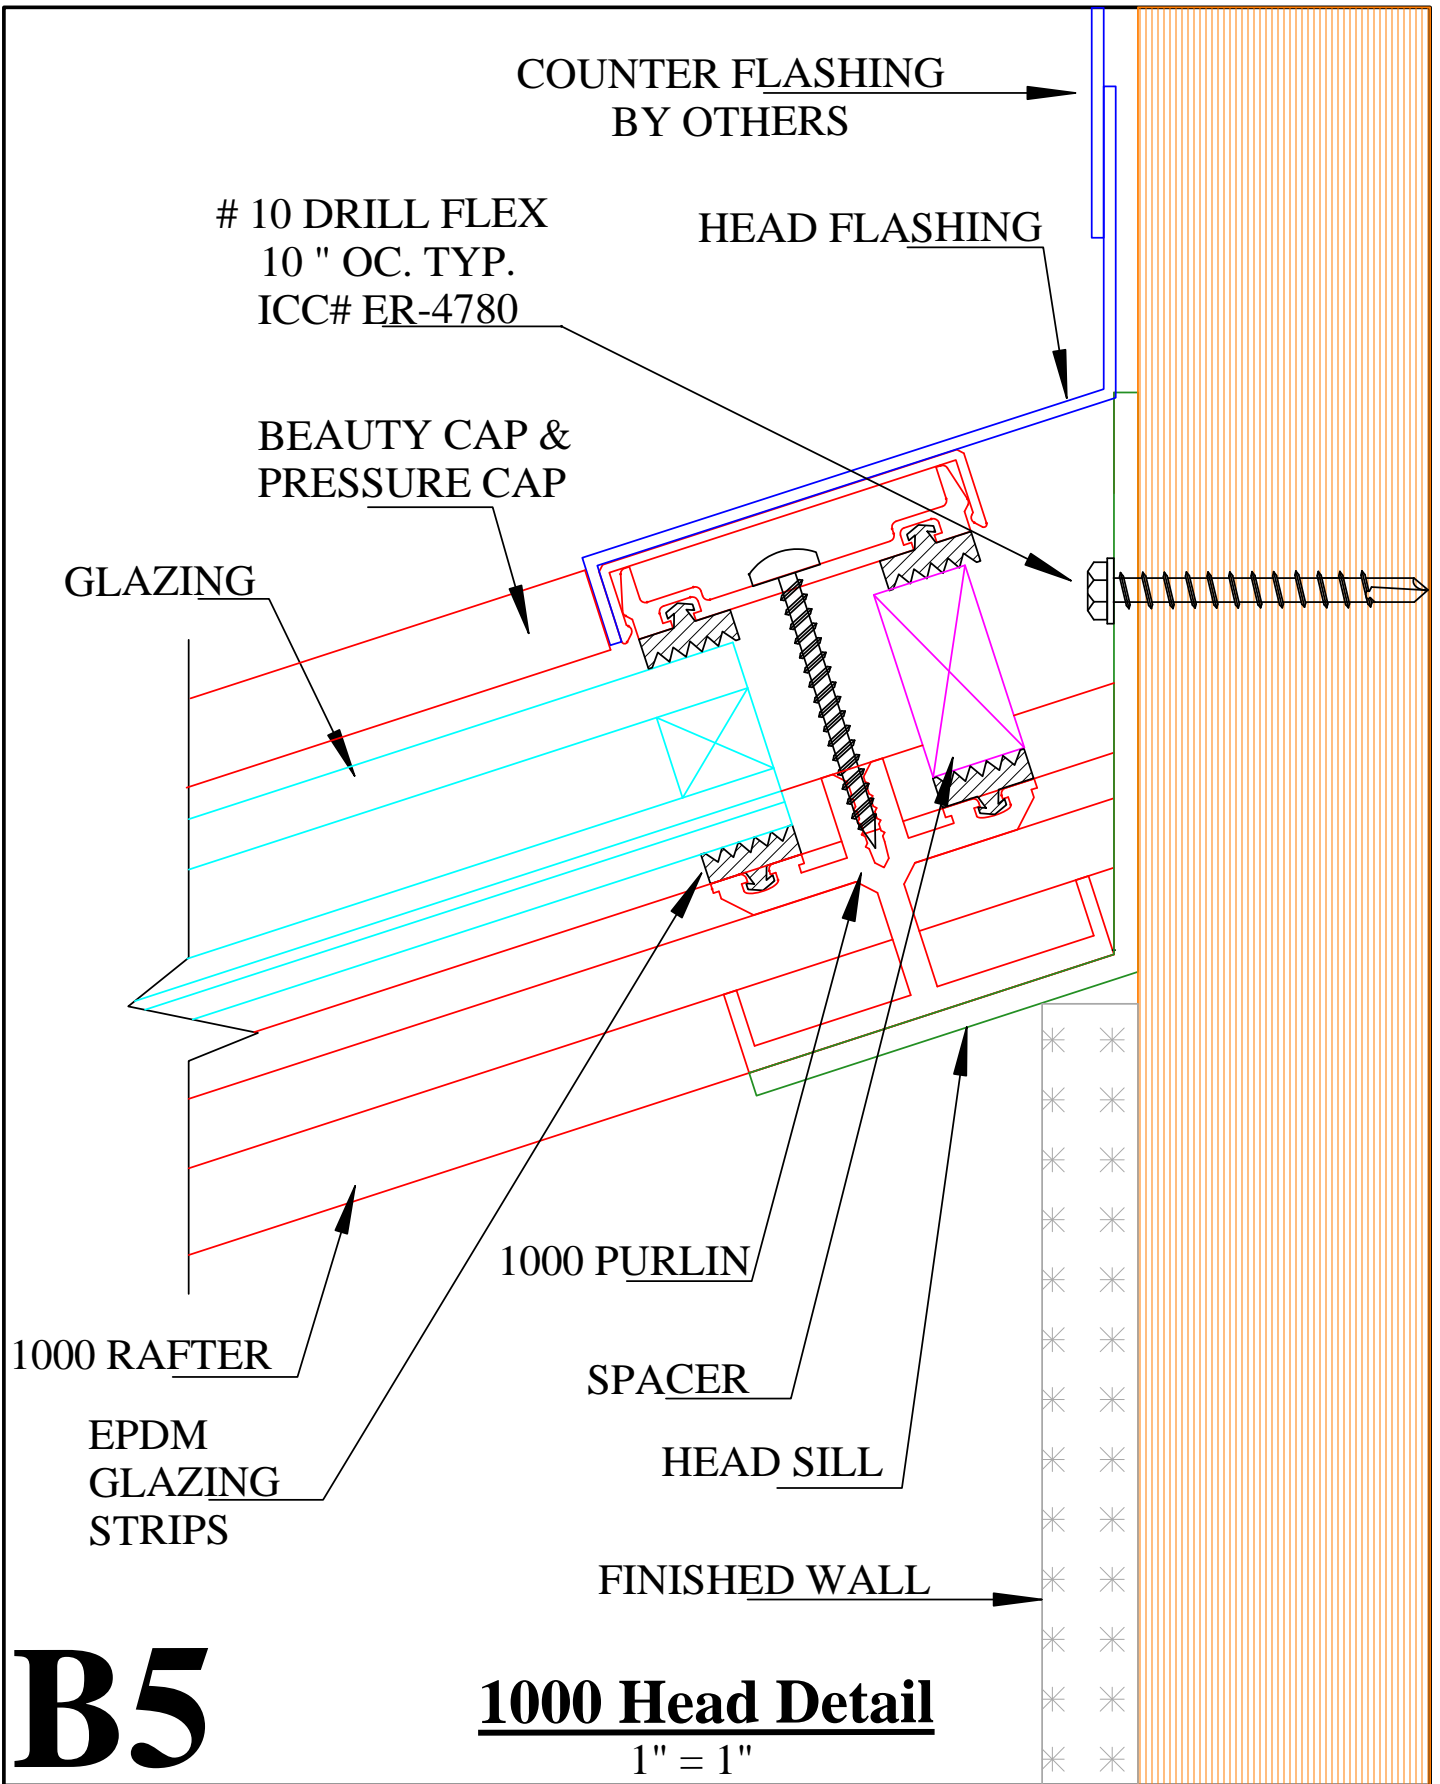 COUNTER FLASHING
BY OTHERS
# 10 DRILL FLEX
10 " OC. TYP.
ICC# ER-4780
HEAD FLASHING
BEAUTY CAP &
PRESSURE CAP
GLAZING
1000 PURLIN
1000 RAFTER
SPACER
EPDM
GLAZING
STRIPS
HEAD SILL
FINISHED WALL
B5
1000 Head Detail
1" = 1"